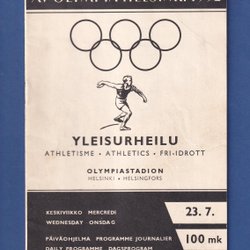 YLEISURHEILU
ATHLETISME • ATHLETICS • FRI-IDROTT
OLYMPIASTADION
HELSINKI • HELSINGFORS
KESKIVIIKKO MERCREDI
WEDNESDAY ONSDAG
23. 7.
PÄIVÄOHJELMA PROGRAMME JOURNALIER
DAILY PROGRAMME DAGSPROGRAM
100 mk